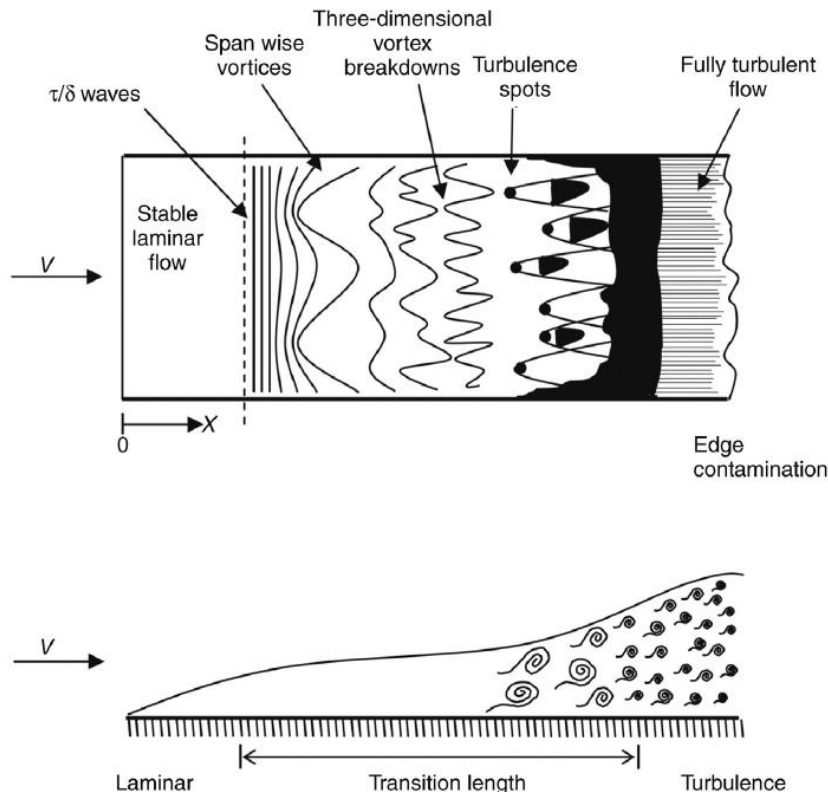 Three-dimensional
vortex
breakdowns
Span wise
vortices
Turbulence
spots
Fully turbulent
flow
τ/δ waves
Stable
laminar
flow
V
0
X
Edge
contamination
V
Laminar
Transition length
Turbulence